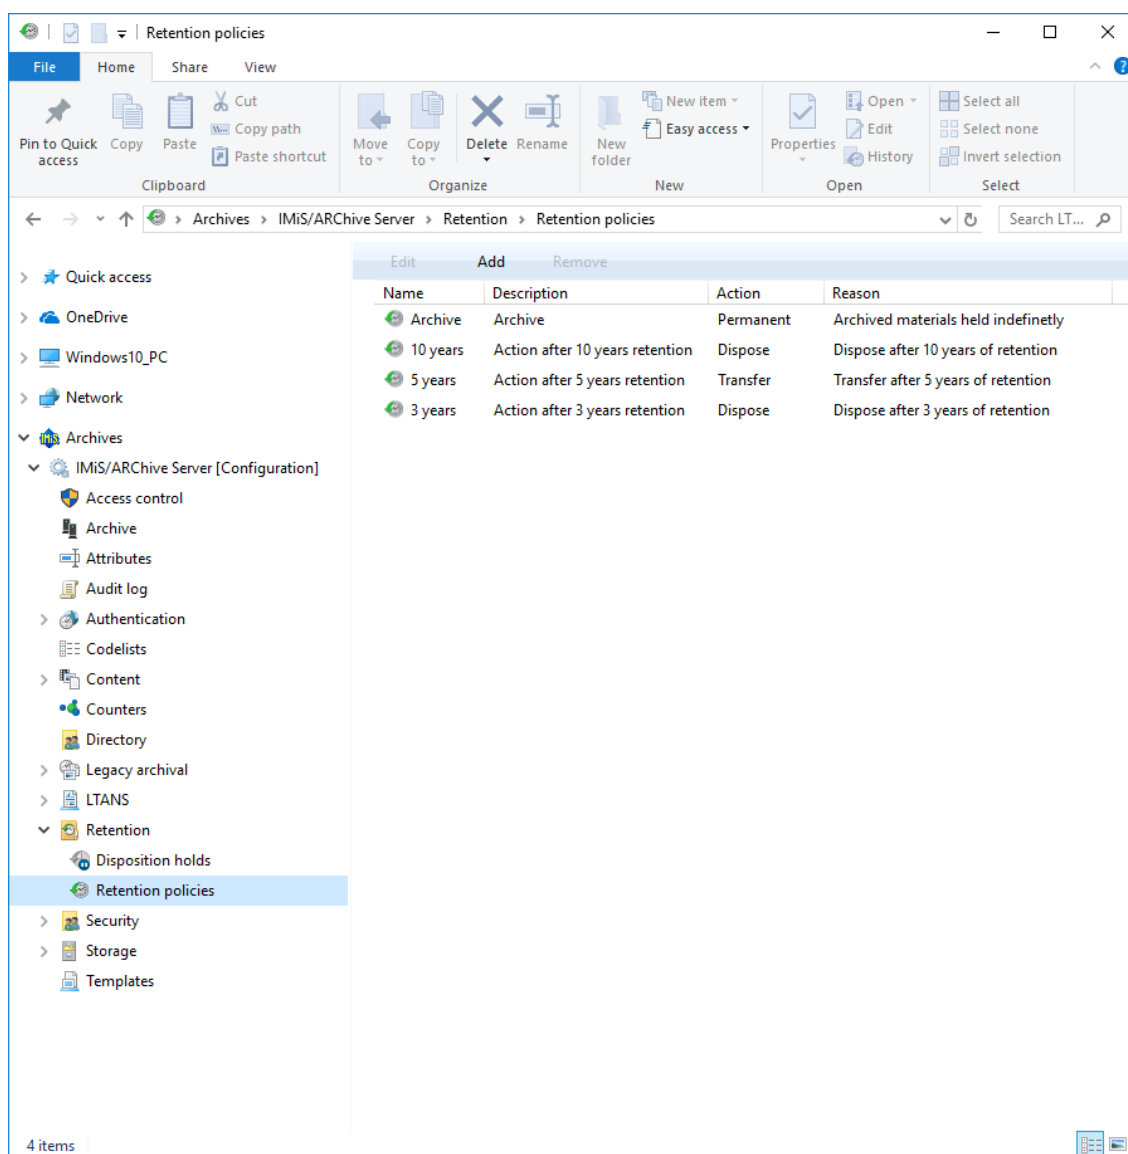 Retention policies
File Home Share View
Pin to Quick access
Copy
Paste
Cut
Copy path
Paste shortcut
Clipboard
Move to
Copy to
Delete
Rename
Organize
New folder
New item
Easy access
New
Properties
Open
Edit
History
Open
Select all
Select none
Invert selection
Select
Archives > IMiS/ARChive Server > Retention > Retention policies
Search LT...
Quick access
OneDrive
Windows10_PC
Network
Archives
IMiS/ARChive Server [Configuration]
Access control
Archive
Attributes
Audit log
Authentication
Codelists
Content
Counters
Directory
Legacy archival
LTANS
Retention
Disposition holds
Retention policies
Security
Storage
Templates
Edit Add Remove
Name Description Action Reason
Archive Archive Permanent Archived materials held indefinetly
10 years Action after 10 years retention Dispose Dispose after 10 years of retention
5 years Action after 5 years retention Transfer Transfer after 5 years of retention
3 years Action after 3 years retention Dispose Dispose after 3 years of retention
4 items